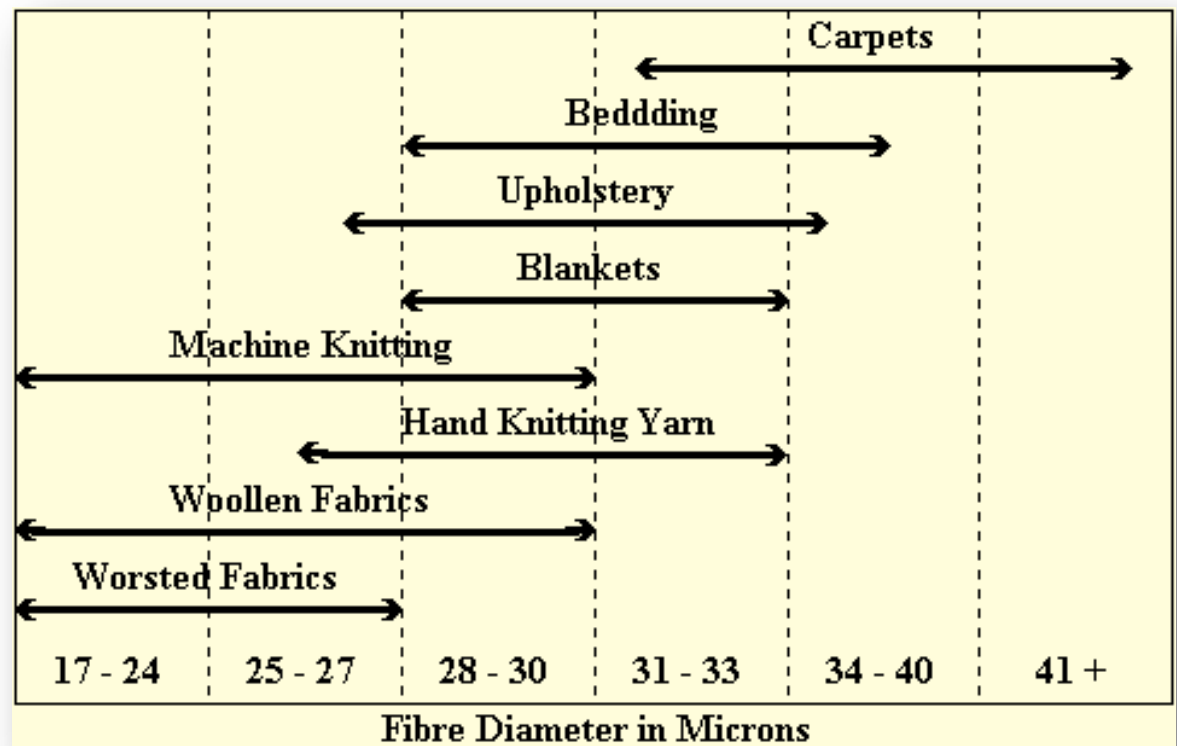 Carpets
Beddding
Upholstery
Blankets
Machine Knitting
Hand Knitting Yarn
Woollen Fabrics
Worsted Fabrics
17 - 24 25 - 27 28 - 30 31 - 33 34 - 40 41 +
Fibre Diameter in Microns